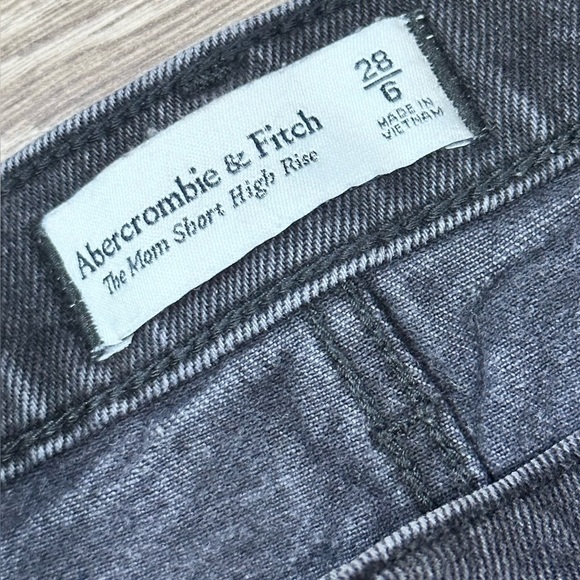 Abercrombie & Fitch
The Mom Short High Rise
28
6
MADE IN
VIETNAM